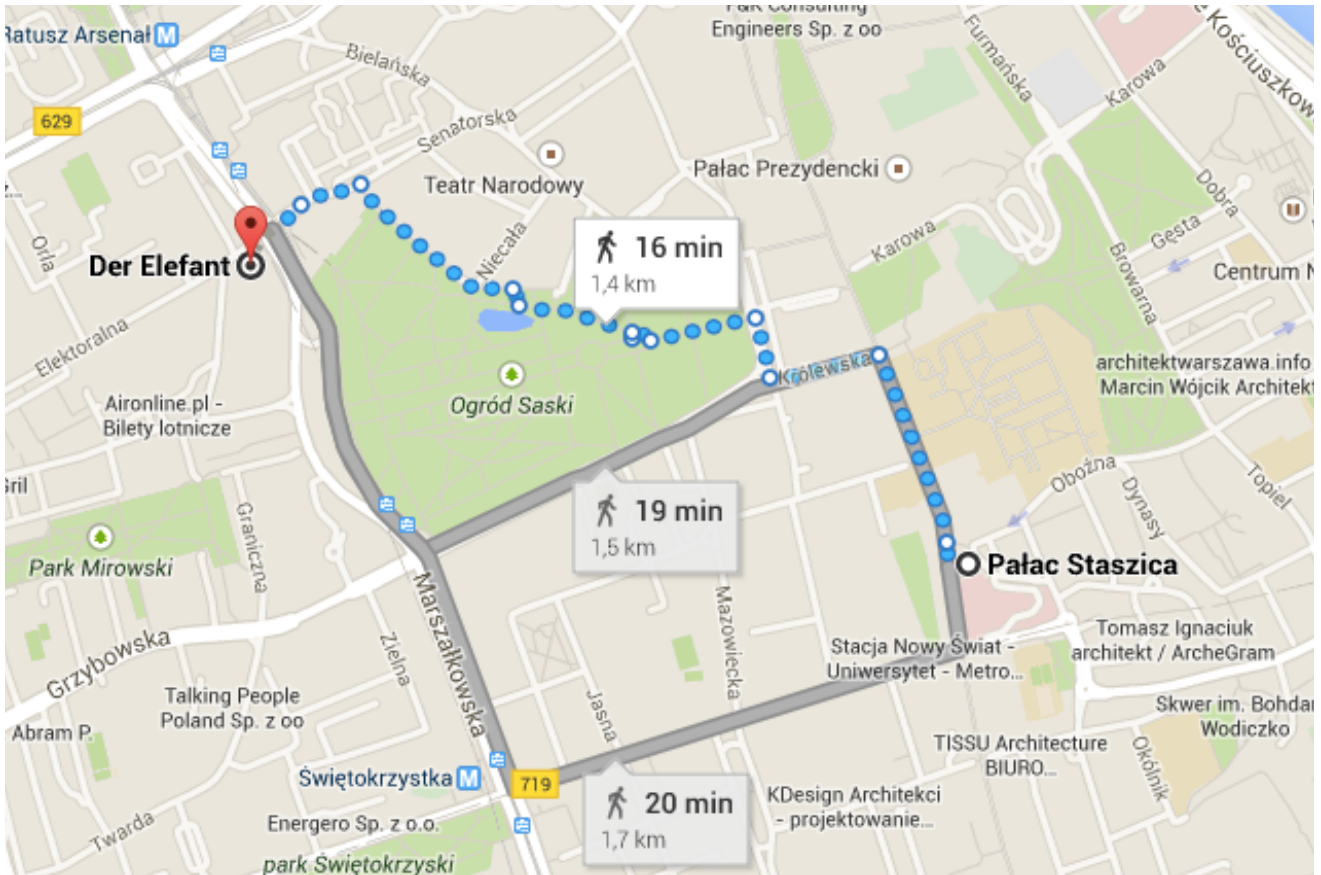 P&K Consulting
Engineers Sp. z oo
Ratusz Arsenał M
Bielańska
Furmańska
Karowa
629
Senatorska
Teatr Narodowy
Pałac Prezydencki
Dobra
Orla
Niecała
16 min
1,4 km
Karowa
Gęsta
Browarna
Centrum N
Der Elefant
Elektoralna
Królewska
architektwarszawa.info
Marcin Wójcik Architekt
Ogród Saski
Aironline.pl -
Bilety lotnicze
Gril
Graniczna
19 min
1,5 km
Oboźna
Dynasy
Topiel
Park Mirowski
Pałac Staszica
Marszałkowska
Mazowiecka
Grzybowska
Zielna
Stacja Nowy Świat -
Uniwersytet - Metro...
Tomasz Ignaciuk
architekt / ArcheGram
Talking People
Poland Sp. z oo
Abram P.
Jasna
Skwer im. Bohdan
Wodiczko
TISSU Architecture
BIURO...
Okólnik
Świętokrzystka M
719
20 min
1,7 km
KDesign Architekci
- projektowanie...
Twarda
Energero Sp. z o.o.
park Świętokrzyski